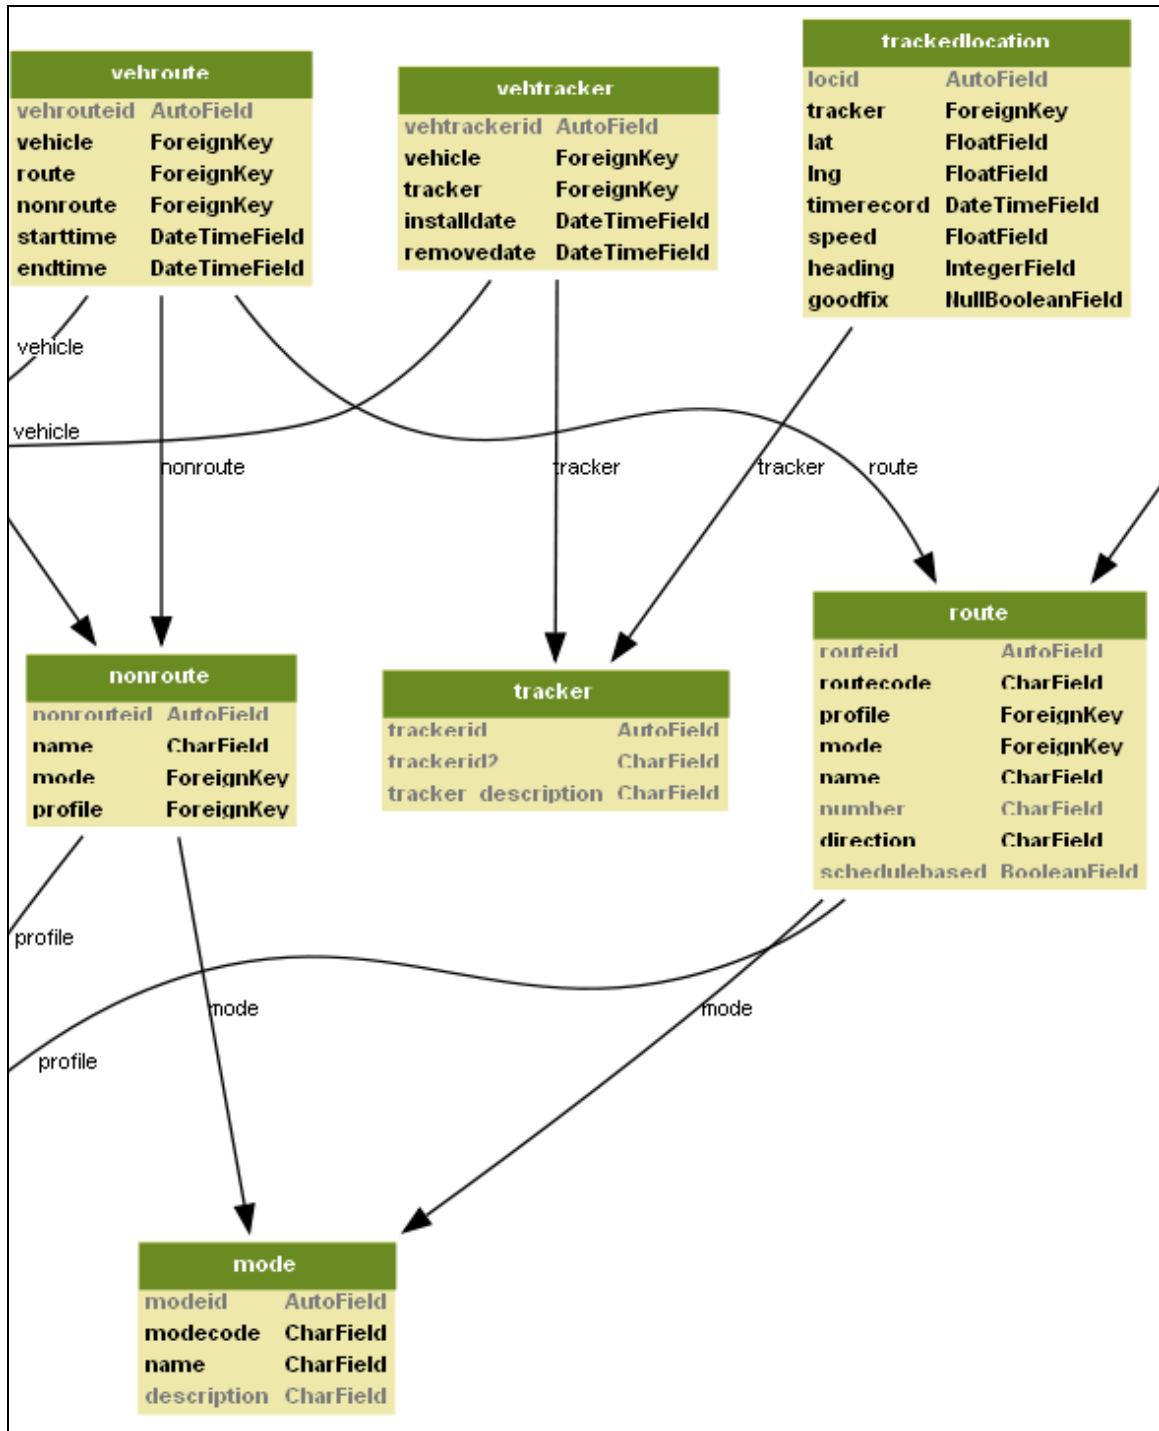 vehroute
vehrouteid AutoField
vehicle ForeignKey
route ForeignKey
nonroute ForeignKey
starttime DateTimeField
endtime DateTimeField
vehtracker
vehtrackerid AutoField
vehicle ForeignKey
tracker ForeignKey
installdate DateTimeField
removedate DateTimeField
trackedlocation
locid AutoField
tracker ForeignKey
lat FloatField
lng FloatField
timerecord DateTimeField
speed FloatField
heading IntegerField
goodfix NullBooleanField
vehicle
vehicle
nonroute
tracker
tracker
route
nonroute
nonrouteid AutoField
name CharField
mode ForeignKey
profile ForeignKey
tracker
trackerid AutoField
trackerid2 CharField
tracker_description CharField
route
routeid AutoField
routecode CharField
profile ForeignKey
mode ForeignKey
name CharField
number CharField
direction CharField
schedulebased BooleanField
profile
mode
mode
profile
mode
modeid AutoField
modecode CharField
name CharField
description CharField